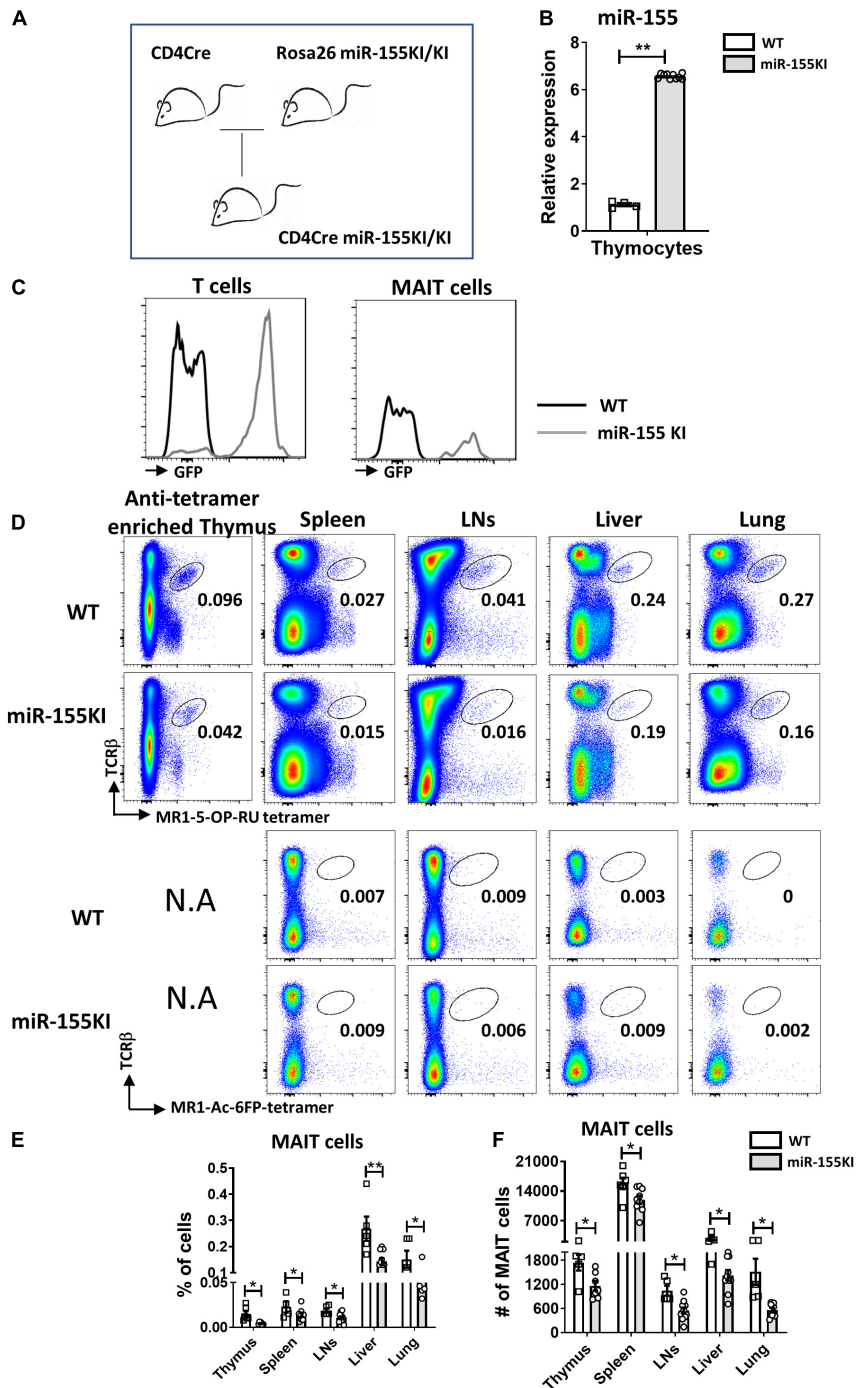 A
CD4Cre
Rosa26 miR-155KI/KI
CD4Cre miR-155KI/KI
B
miR-155
Relative expression
8
6
4
2
0
**
Thymocytes
WT
miR-155KI
C
T cells
MAIT cells
GFP
GFP
WT
miR-155 KI
D
Anti-tetramer
enriched Thymus
Spleen
LNs
Liver
Lung
WT
0.096
0.027
0.041
0.24
0.27
miR-155KI
0.042
0.015
0.016
0.19
0.16
TCRβ
MR1-5-OP-RU tetramer
WT
N.A
0.007
0.009
0.003
0
miR-155KI
N.A
0.009
0.006
0.009
0.002
TCRβ
MR1-Ac-6FP-tetramer
E
MAIT cells
% of cells
0.5
0.4
0.3
0.2
0.1
0.05
0.00
*
*
*
**
*
Thymus
Spleen
LNs
Liver
Lung
F
MAIT cells
# of MAIT cells
21000
14000
7000
1800
1200
600
0
*
*
*
*
*
Thymus
Spleen
LNs
Liver
Lung
WT
miR-155KI